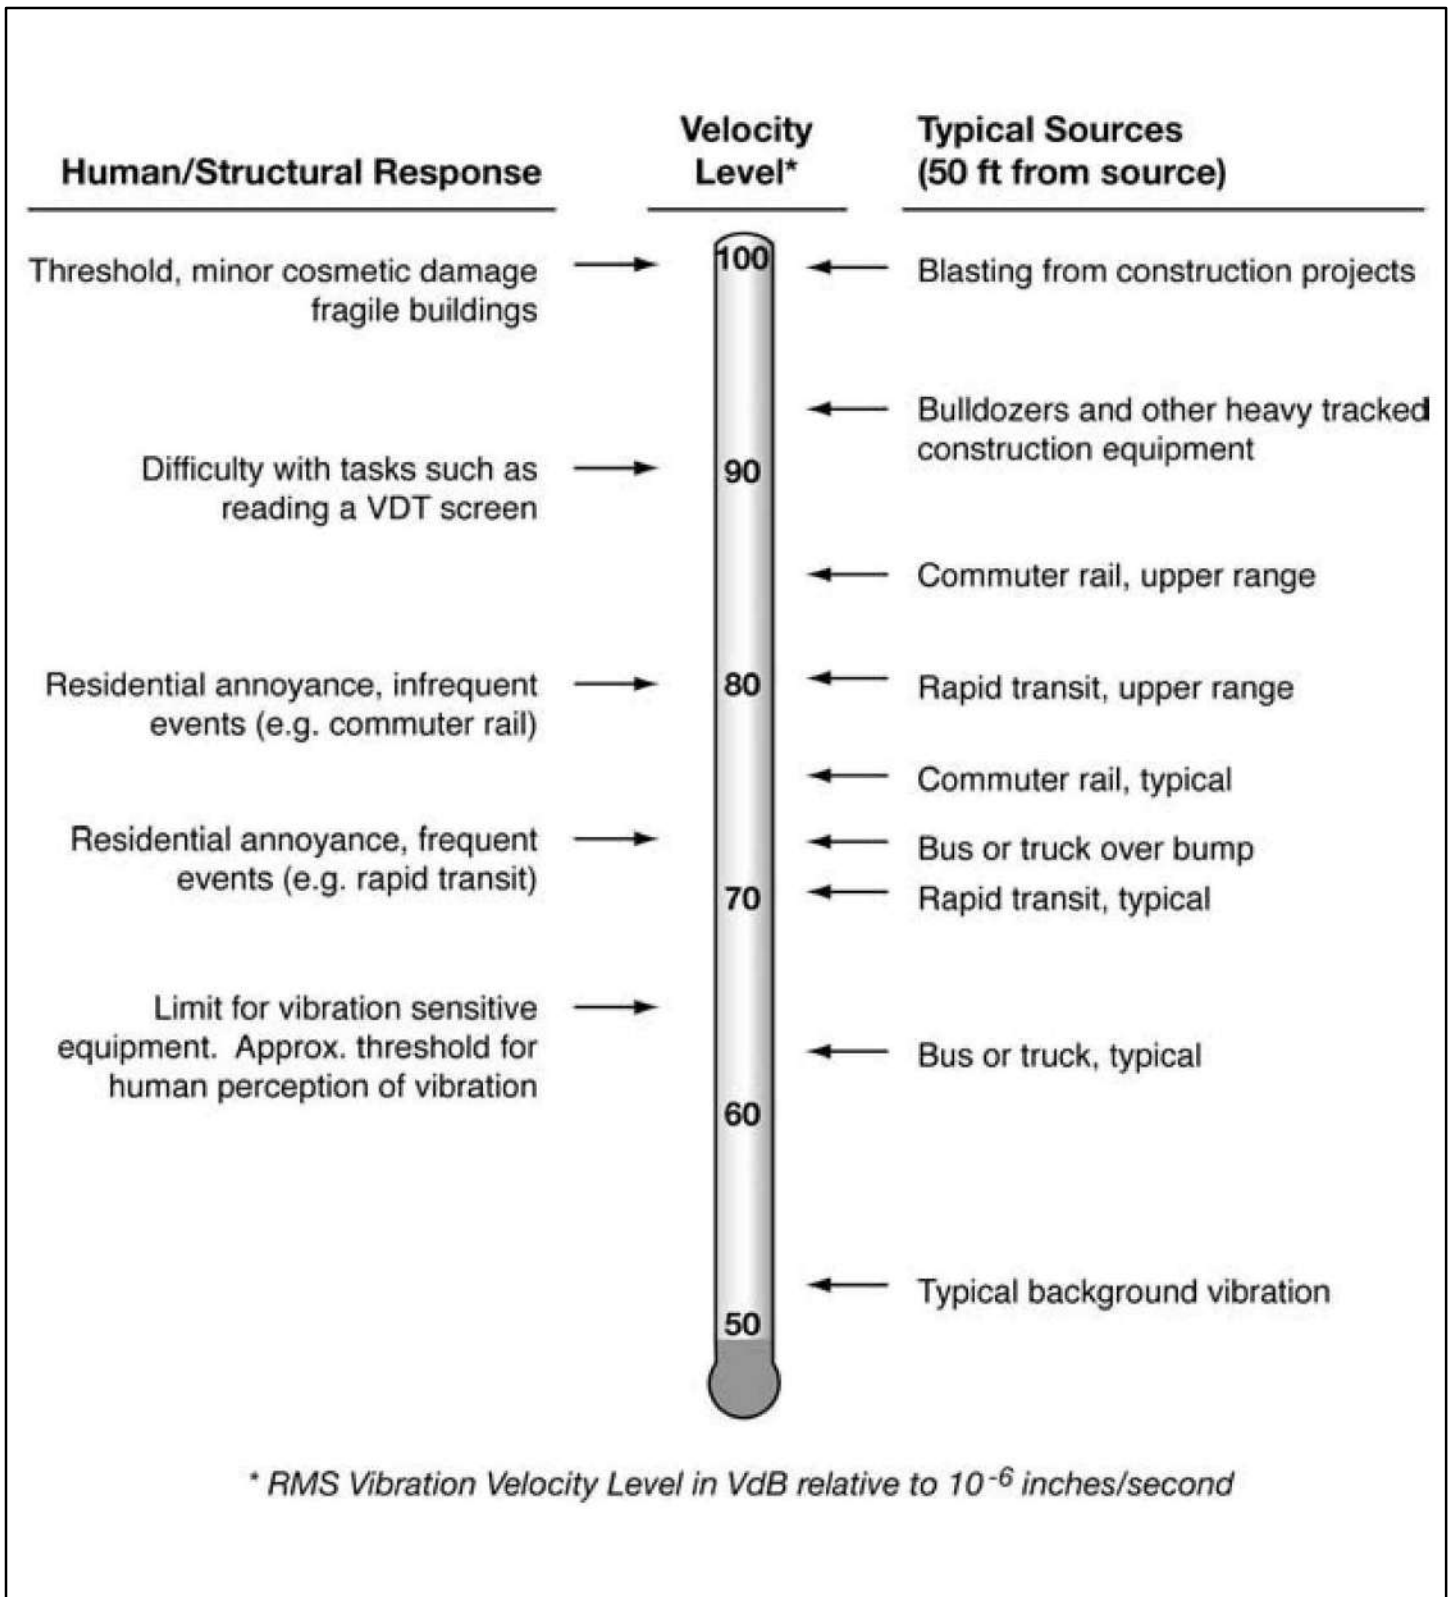 Human/Structural Response
Velocity
Level*
Typical Sources
(50 ft from source)
Threshold, minor cosmetic damage
fragile buildings
100
Blasting from construction projects
Bulldozers and other heavy tracked
construction equipment
Difficulty with tasks such as
reading a VDT screen
90
Commuter rail, upper range
Residential annoyance, infrequent
events (e.g. commuter rail)
80
Rapid transit, upper range
Commuter rail, typical
Residential annoyance, frequent
events (e.g. rapid transit)
Bus or truck over bump
70
Rapid transit, typical
Limit for vibration sensitive
equipment. Approx. threshold for
human perception of vibration
Bus or truck, typical
60
Typical background vibration
50
* RMS Vibration Velocity Level in VdB relative to 10-6 inches/second